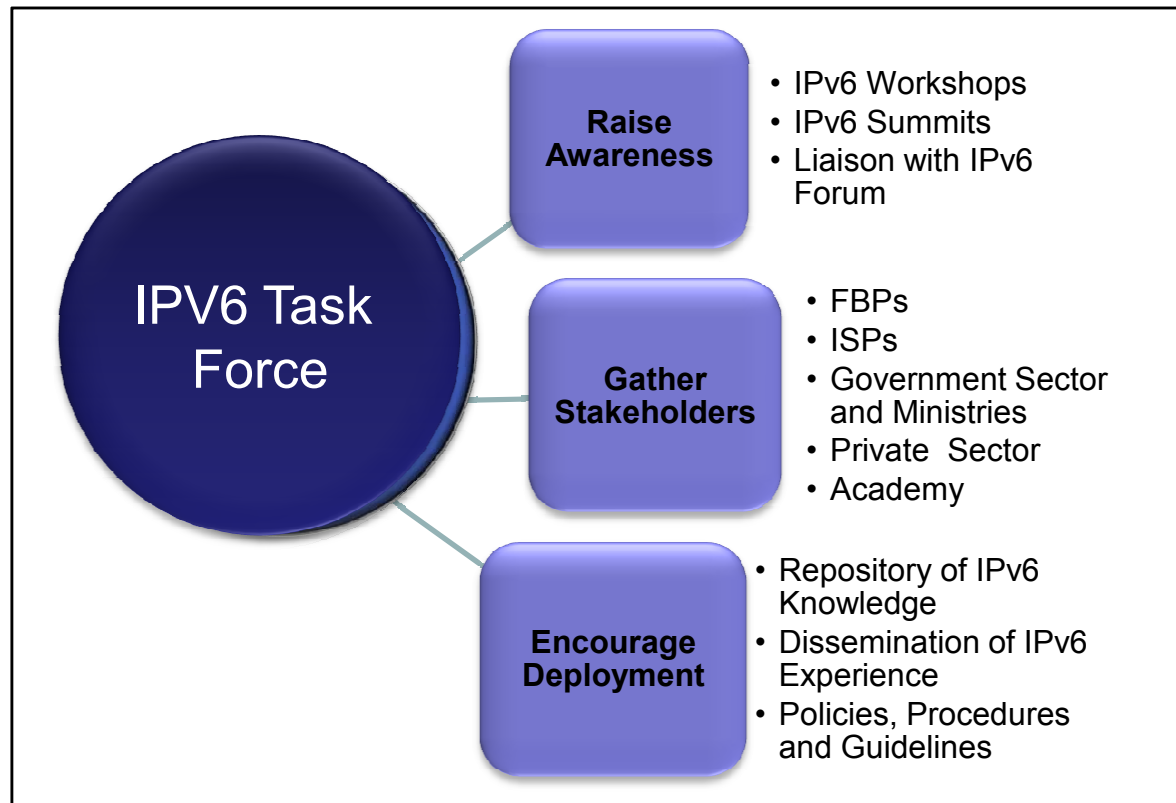 IPV6 Task
Force
Raise
Awareness
• IPv6 Workshops
• IPv6 Summits
• Liaison with IPv6
Forum
Gather
Stakeholders
• FBPs
• ISPs
• Government Sector
and Ministries
• Private  Sector
• Academy
Encourage
Deployment
• Repository of IPv6
Knowledge
• Dissemination of IPv6
Experience
• Policies, Procedures
and Guidelines